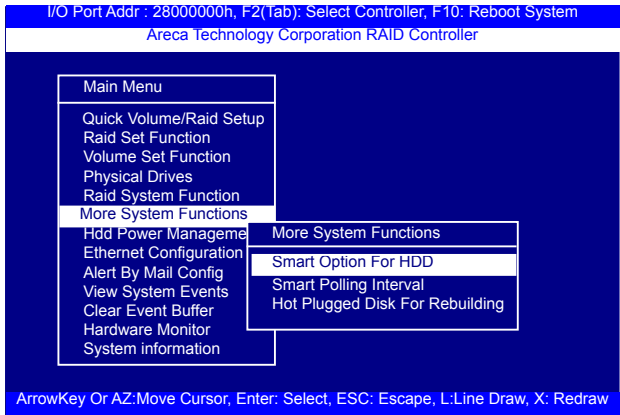 I/O Port Addr : 28000000h, F2(Tab): Select Controller, F10: Reboot System
Areca Technology Corporation RAID Controller
Main Menu
Quick Volume/Raid Setup
Raid Set Function
Volume Set Function
Physical Drives
Raid System Function
More System Functions
Hdd Power Manageme
Ethernet Configuration
Alert By Mail Config
View System Events
Clear Event Buffer
Hardware Monitor
System information
More System Functions
Smart Option For HDD
Smart Polling Interval
Hot Plugged Disk For Rebuilding
ArrowKey Or AZ:Move Cursor, Enter: Select, ESC: Escape, L:Line Draw, X: Redraw